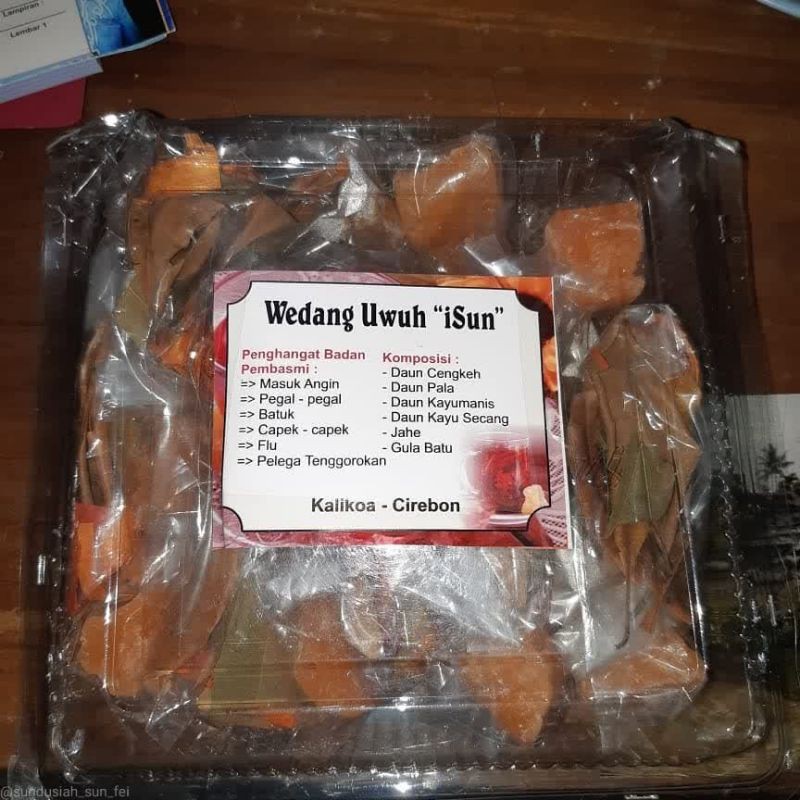 Lampiran :
Lembar 1
Wedang Uwuh “iSun”
Penghangat Badan
Pembasmi :
=> Masuk Angin
=> Pegal - pegal
=> Batuk
=> Capek - capek
=> Flu
=> Pelega Tenggorokan
Komposisi :
- Daun Cengkeh
- Daun Pala
- Daun Kayumanis
- Daun Kayu Secang
- Jahe
- Gula Batu
Kalikoa - Cirebon
@sundusiah_sun_fei